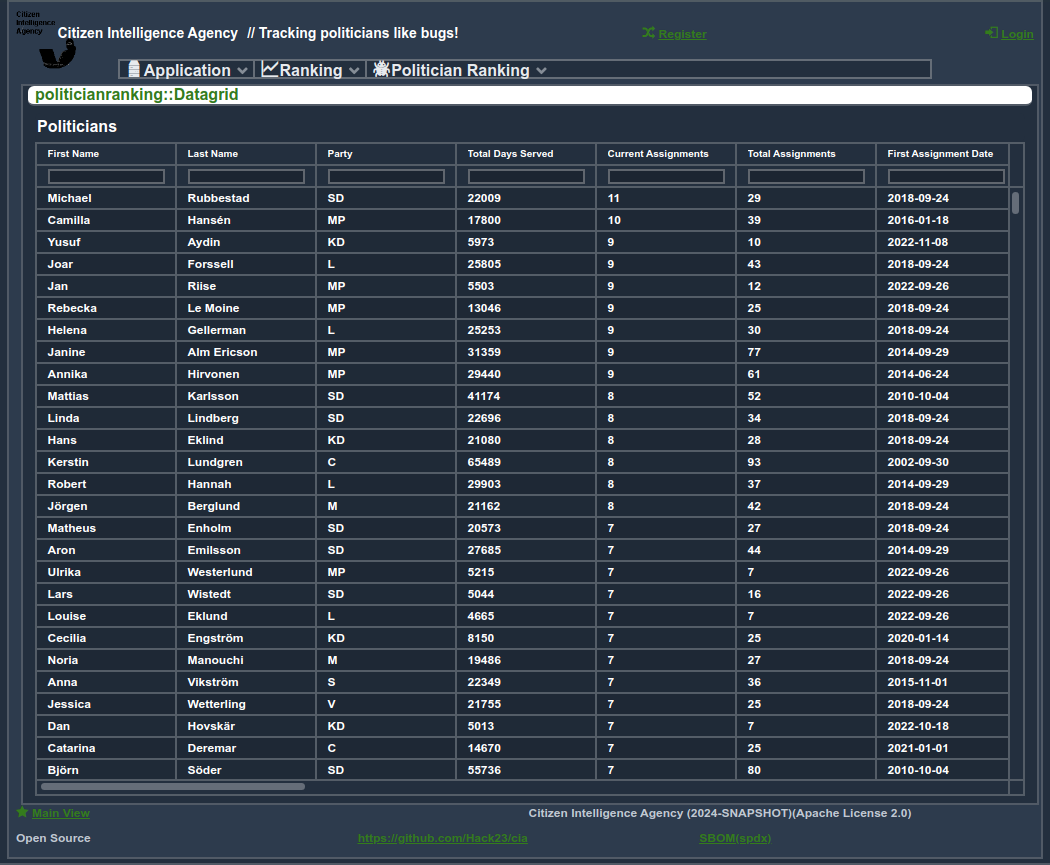 Citizen
Intelligence
Agency
Citizen Intelligence Agency // Tracking politicians like bugs!
Register
Login
Application Ranking Politician Ranking
politicianranking::Datagrid
Politicians
First Name Last Name Party Total Days Served Current Assignments Total Assignments First Assignment Date
Michael Rubbestad SD 22009 11 29 2018-09-24
Camilla Hansén MP 17800 10 39 2016-01-18
Yusuf Aydin KD 5973 9 10 2022-11-08
Joar Forssell L 25805 9 43 2018-09-24
Jan Riise MP 5503 9 12 2022-09-26
Rebecka Le Moine MP 13046 9 25 2018-09-24
Helena Gellerman L 25253 9 30 2018-09-24
Janine Alm Ericson MP 31359 9 77 2014-09-29
Annika Hirvonen MP 29440 9 61 2014-06-24
Mattias Karlsson SD 41174 8 52 2010-10-04
Linda Lindberg SD 22696 8 34 2018-09-24
Hans Eklind KD 21080 8 28 2018-09-24
Kerstin Lundgren C 65489 8 93 2002-09-30
Robert Hannah L 29903 8 37 2014-09-29
Jörgen Berglund M 21162 8 42 2018-09-24
Matheus Enholm SD 20573 7 27 2018-09-24
Aron Emilsson SD 27685 7 44 2014-09-29
Ulrika Westerlund MP 5215 7 7 2022-09-26
Lars Wistedt SD 5044 7 16 2022-09-26
Louise Eklund L 4665 7 7 2022-09-26
Cecilia Engström KD 8150 7 25 2020-01-14
Noria Manouchi M 19486 7 27 2018-09-24
Anna Vikström S 22349 7 36 2015-11-01
Jessica Wetterling V 21755 7 25 2018-09-24
Dan Hovskär KD 5013 7 7 2022-10-18
Catarina Deremar C 14670 7 25 2021-01-01
Björn Söder SD 55736 7 80 2010-10-04
Main View
Citizen Intelligence Agency (2024-SNAPSHOT)(Apache License 2.0)
Open Source
https://github.com/Hack23/cia
SBOM(spdx)